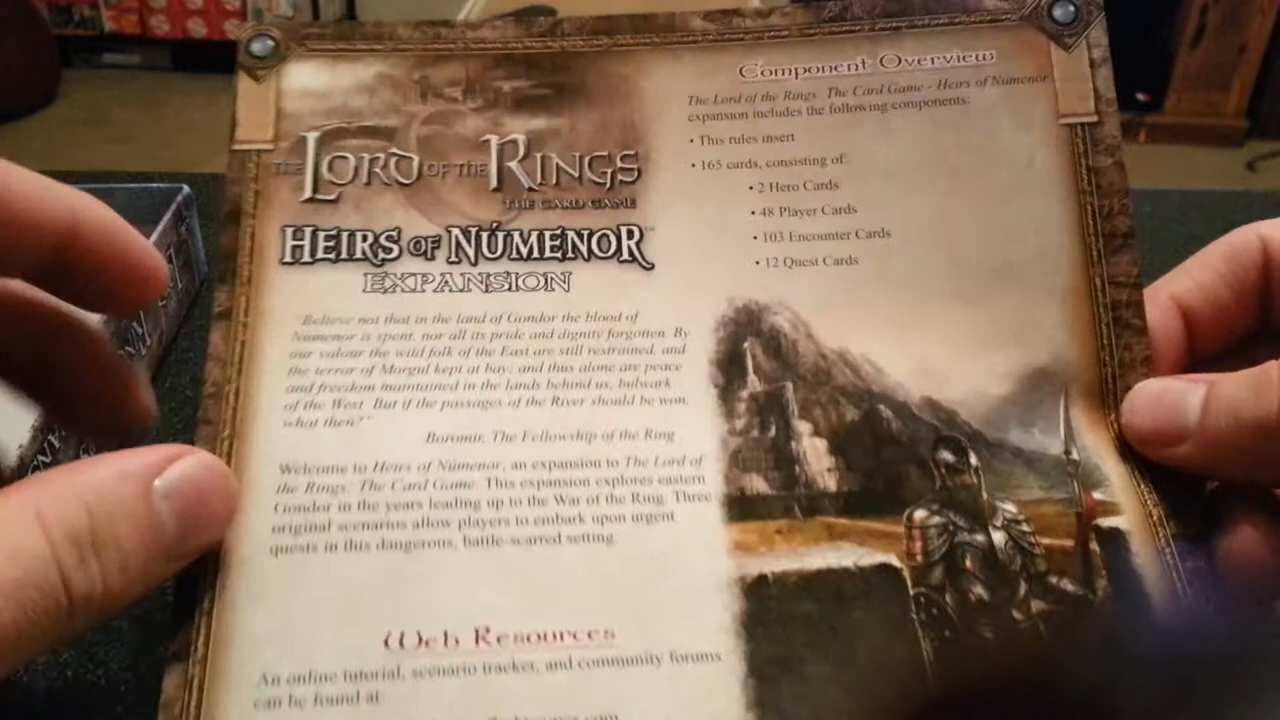 THE LORD OF THE RINGS
THE CARD GAME
HEIRS OF NÚMENOR™
EXPANSION
"Believe not that in the land of Gondor the blood of
Númenor is spent, nor all its pride and dignity forgotten. By
our valour the wild folk of the East are still restrained, and
the terror of Morgul kept at bay; and thus alone are peace
and freedom maintained in the lands behind us, bulwark
of the West. But if the passages of the River should be won,
what then?"
Boromir, The Fellowship of the Ring
Welcome to Heirs of Númenor, an expansion to The Lord of
the Rings: The Card Game. This expansion explores eastern
Gondor in the years leading up to the War of the Ring. Three
original scenarios allow players to embark upon urgent
quests in this dangerous, battle-scarred setting.
Web Resources
An online tutorial, scenario tracker, and community forums
can be found at
Component Overview
The Lord of the Rings: The Card Game - Heirs of Númenor
expansion includes the following components:
• This rules insert
• 165 cards, consisting of:
• 2 Hero Cards
• 48 Player Cards
• 103 Encounter Cards
• 12 Quest Cards